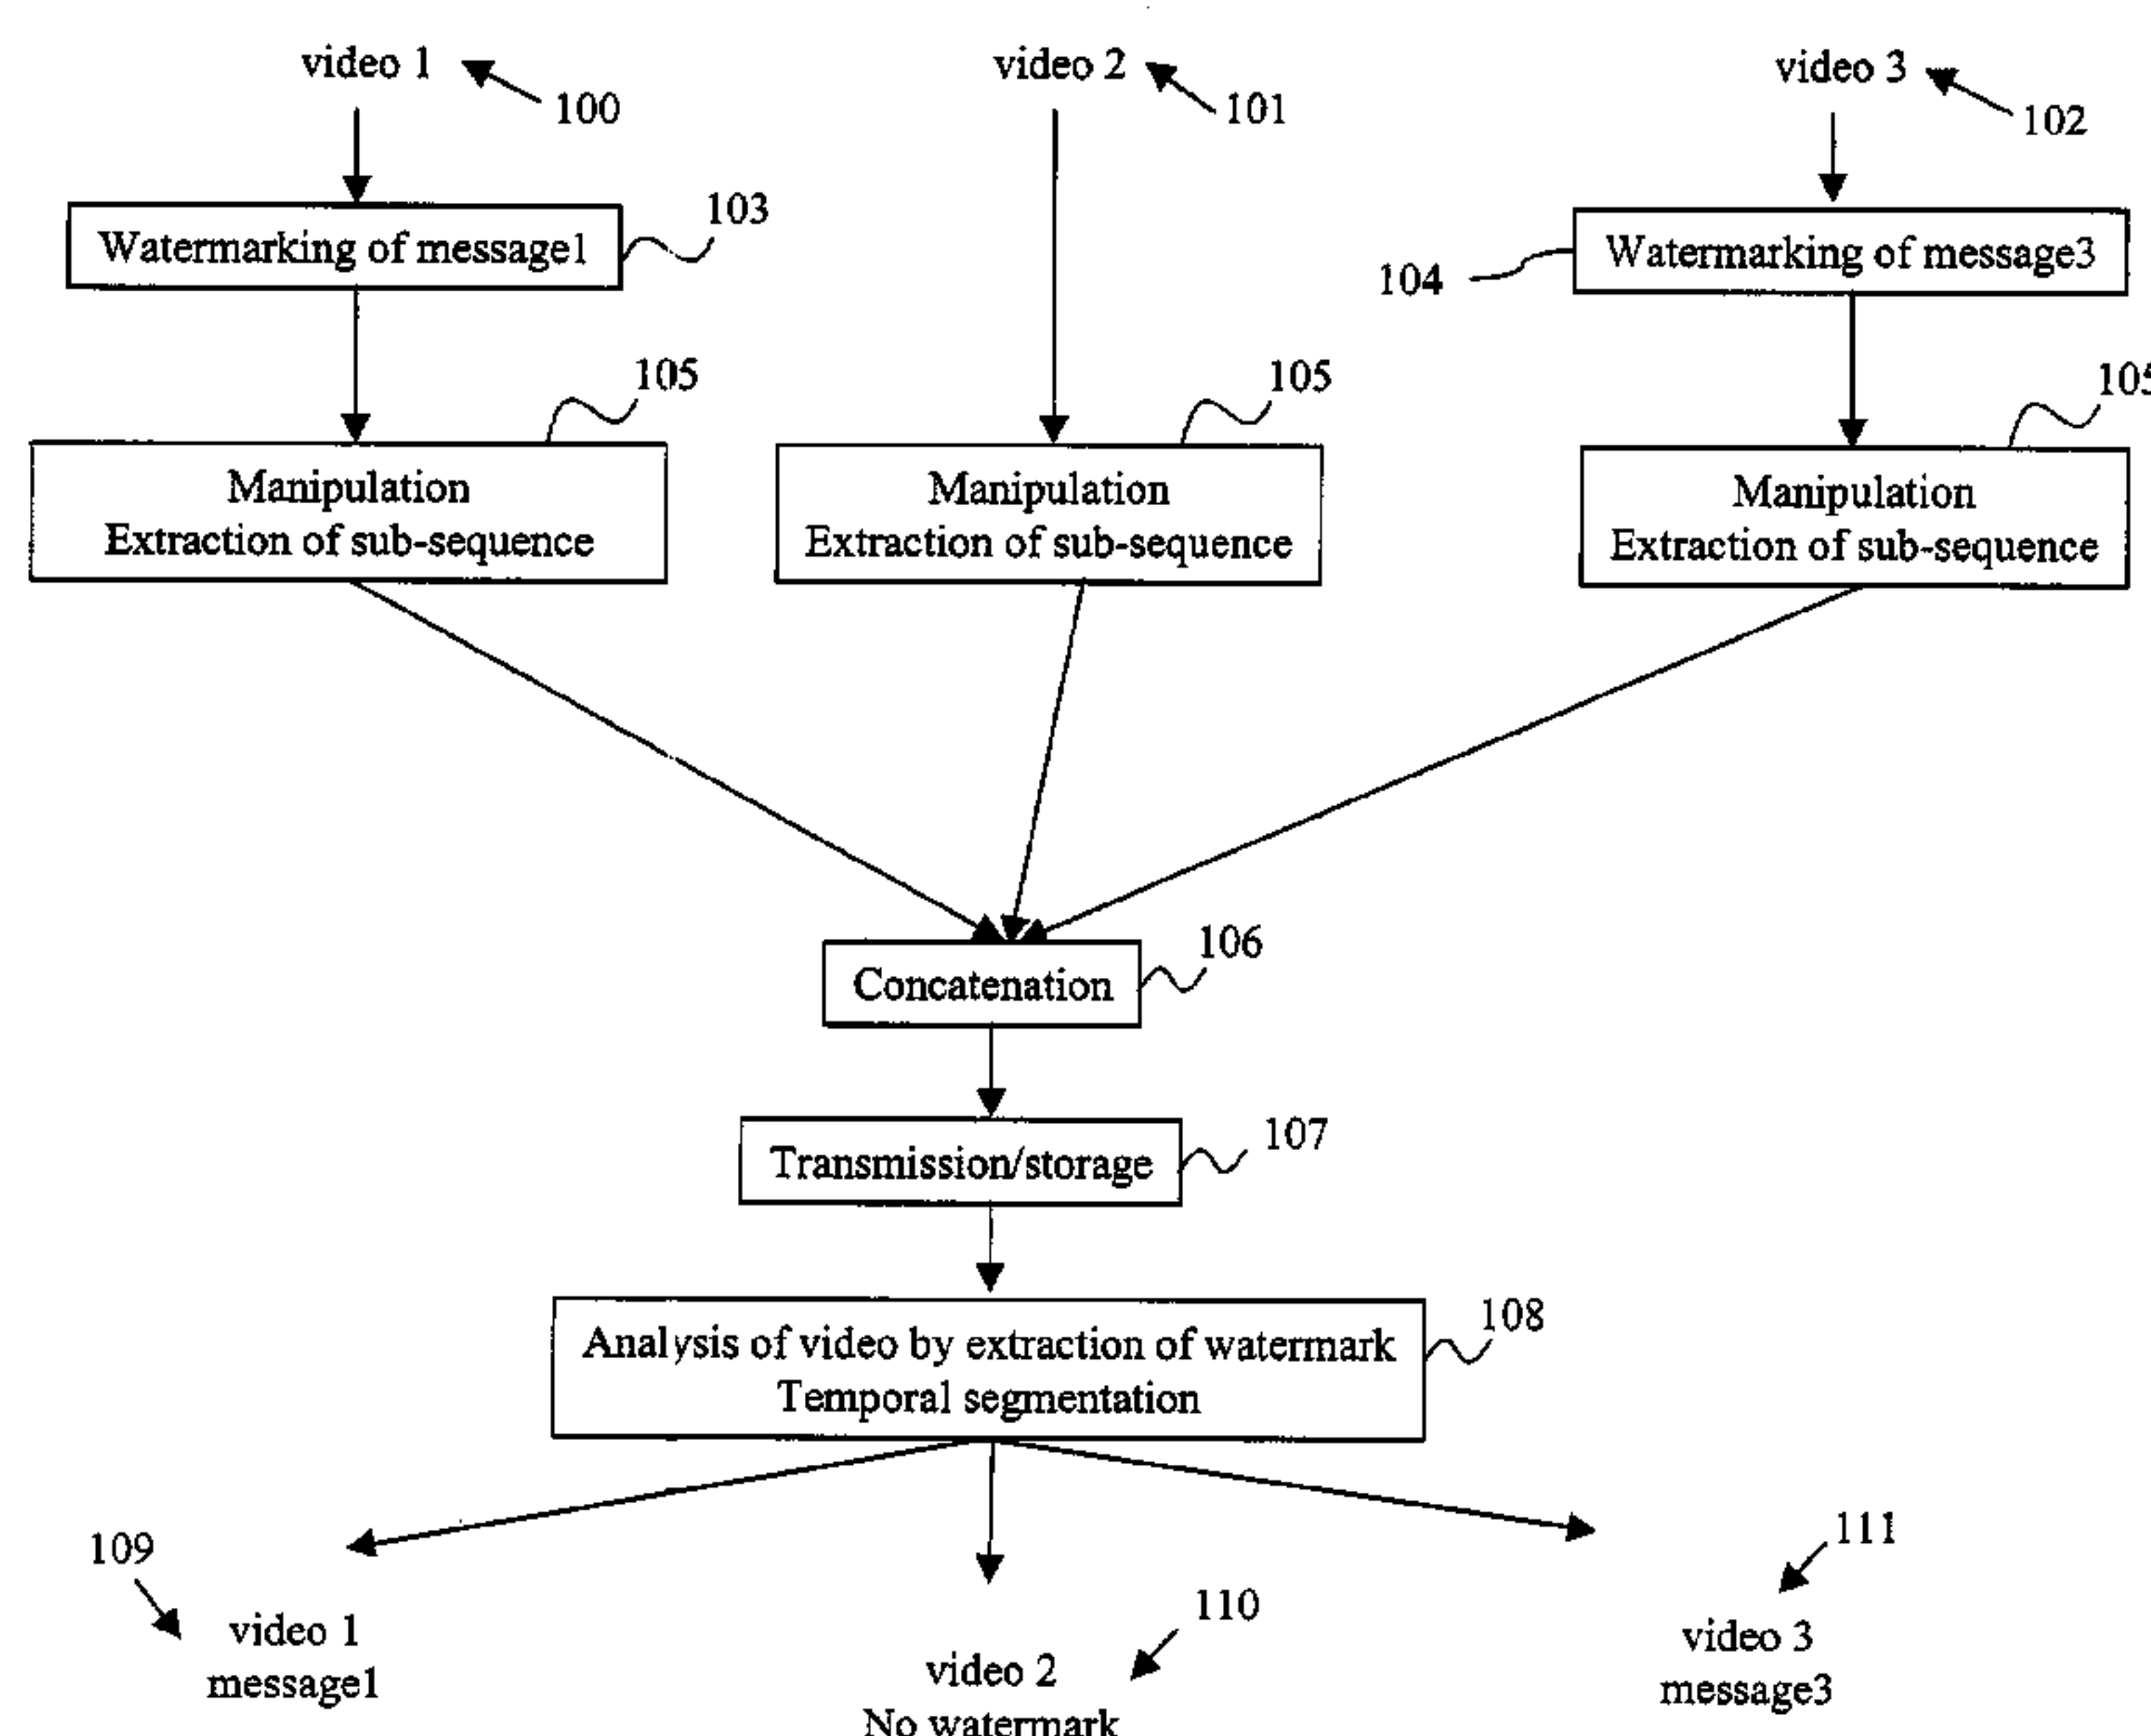 video 1
100
video 2
101
video 3
102
Watermarking of message1
103
104
Watermarking of message3
105
105
105
Manipulation
Extraction of sub-sequence
Manipulation
Extraction of sub-sequence
Manipulation
Extraction of sub-sequence
Concatenation
106
Transmission/storage
107
Analysis of video by extraction of watermark
Temporal segmentation
108
109
video 1
message1
110
video 2
No watermark
111
video 3
message3